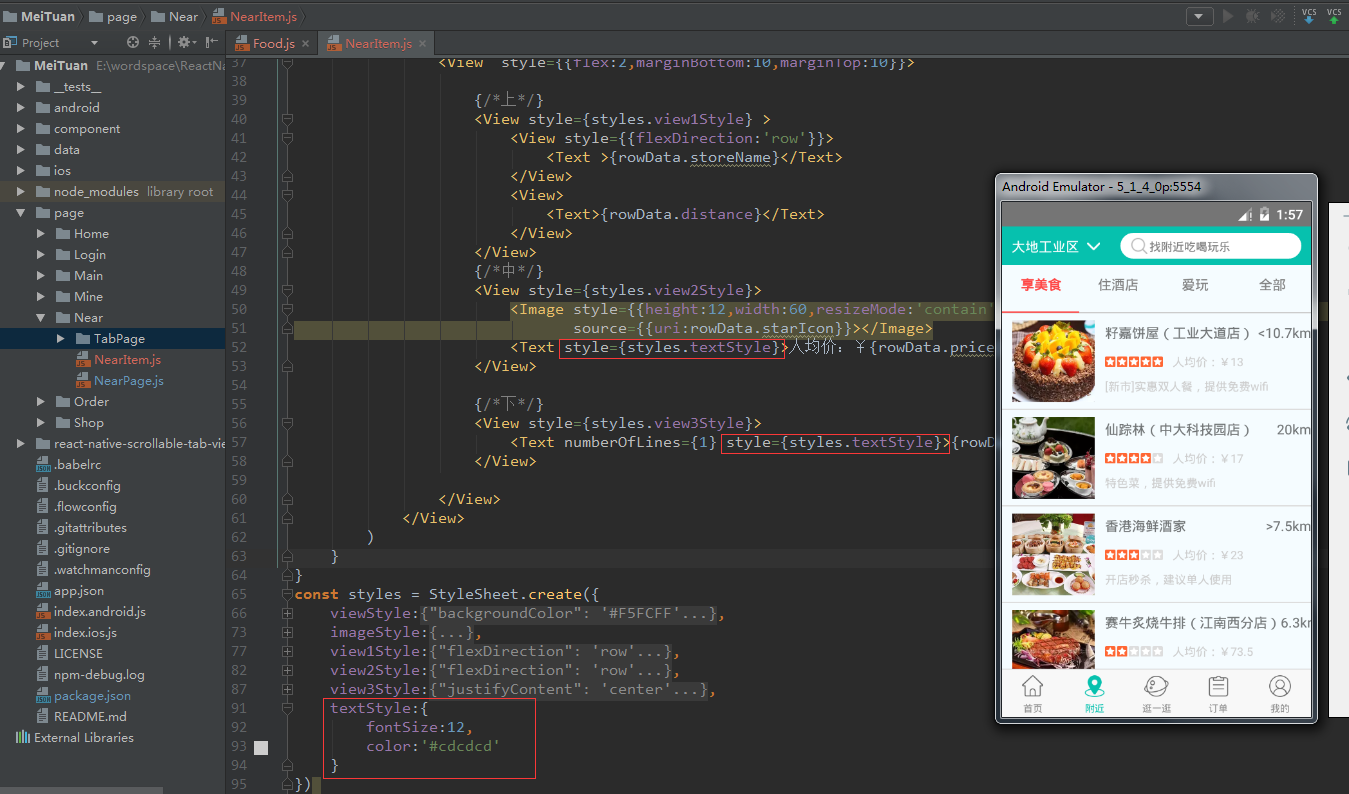 MeiTuan
page
Near
NearItem.js
VCS
VCS
Project
Food.js
NearItem.js
MeiTuan E:\wordspace\ReactNa
__tests__
android
component
data
ios
node_modules library root
page
Home
Login
Main
Mine
Near
TabPage
NearItem.js
NearPage.js
Order
Shop
react-native-scrollable-tab-vie
.babelrc
.buckconfig
.flowconfig
.gitattributes
.gitignore
.watchmanconfig
app.json
index.android.js
index.ios.js
LICENSE
npm-debug.log
package.json
README.md
External Libraries
37 <View style={{flex:2,marginBottom:10,marginTop:10}}>
38
39 {/*上*/}
40 <View style={styles.view1Style} >
41 <View style={{flexDirection:'row'}}>
42 <Text >{rowData.storeName}</Text>
43 </View>
44 <View>
45 <Text>{rowData.distance}</Text>
46 </View>
47 </View>
48 {/*中*/}
49 <View style={styles.view2Style}>
50 <Image style={{height:12,width:60,resizeMode:'contain'
51 source={{uri:rowData.starIcon}}></Image>
52 <Text style={styles.textStyle}>人均价：￥{rowData.price
53 </View>
54
55 {/*下*/}
56 <View style={styles.view3Style}>
57 <Text numberOfLines={1} style={styles.textStyle}>{rowD
58 </View>
59
60 </View>
61 </View>
62 )
63 }
64 }
65 const styles = StyleSheet.create({
66 viewStyle:{"backgroundColor": '#F5FCFF'...},
73 imageStyle:{...},
77 view1Style:{"flexDirection": 'row'...},
82 view2Style:{"flexDirection": 'row'...},
87 view3Style:{"justifyContent": 'center'...},
91 textStyle:{
92 fontSize:12,
93 color:'#cdcdcd'
94 }
95 })
Android Emulator - 5_1_4_0p:5554
1:57
大地工业区
找附近吃喝玩乐
享美食
住酒店
爱玩
全部
籽嘉饼屋（工业大道店） <10.7km
人均价：￥13
[新市]实惠双人餐，提供免费wifi
仙踪林（中大科技园店） 20km
人均价：￥17
特色菜，提供免费wifi
香港海鲜酒家 >7.5km
人均价：￥23
开店秒杀，建议单人使用
赛牛炙烧牛排（江南西分店）6.3kr
人均价：￥73.5
首页
附近
逛一逛
订单
我的